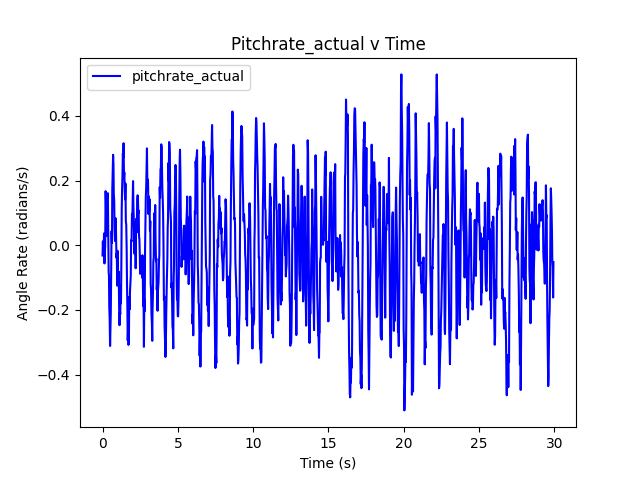 Pitchrate_actual v Time
pitchrate_actual
Angle Rate (radians/s)
0.4
0.2
0.0
−0.2
−0.4
0 5 10 15 20 25 30
Time (s)